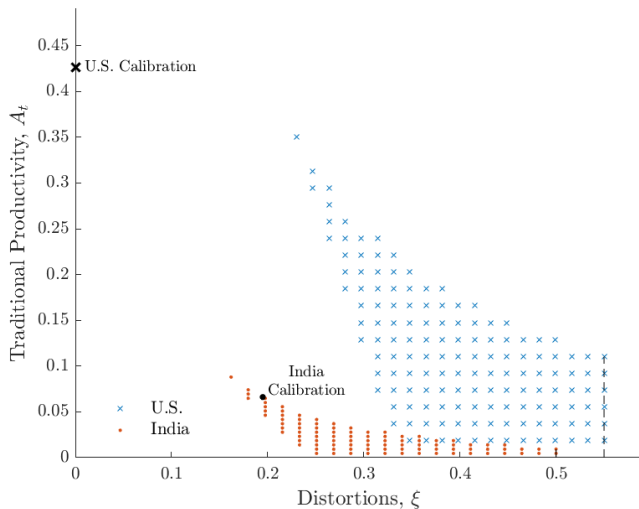 0.45
U.S. Calibration
0.4
0.35
0.3
0.25
0.2
0.15
0.1
0.05
0
Traditional Productivity, A_t
India
Calibration
U.S.
India
0 0.1 0.2 0.3 0.4 0.5
Distortions, ξ